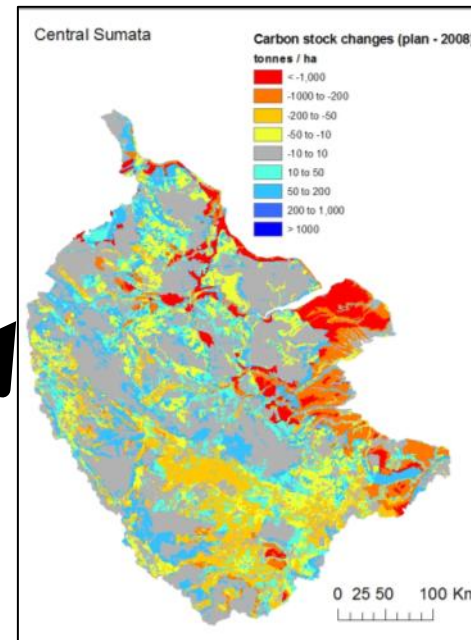 Central Sumata
Carbon stock changes (plan - 2008)
tonnes / ha
< -1,000
-1000 to -200
-200 to -50
-50 to -10
-10 to 10
10 to 50
50 to 200
200 to 1,000
> 1000
0 25 50 100 Km